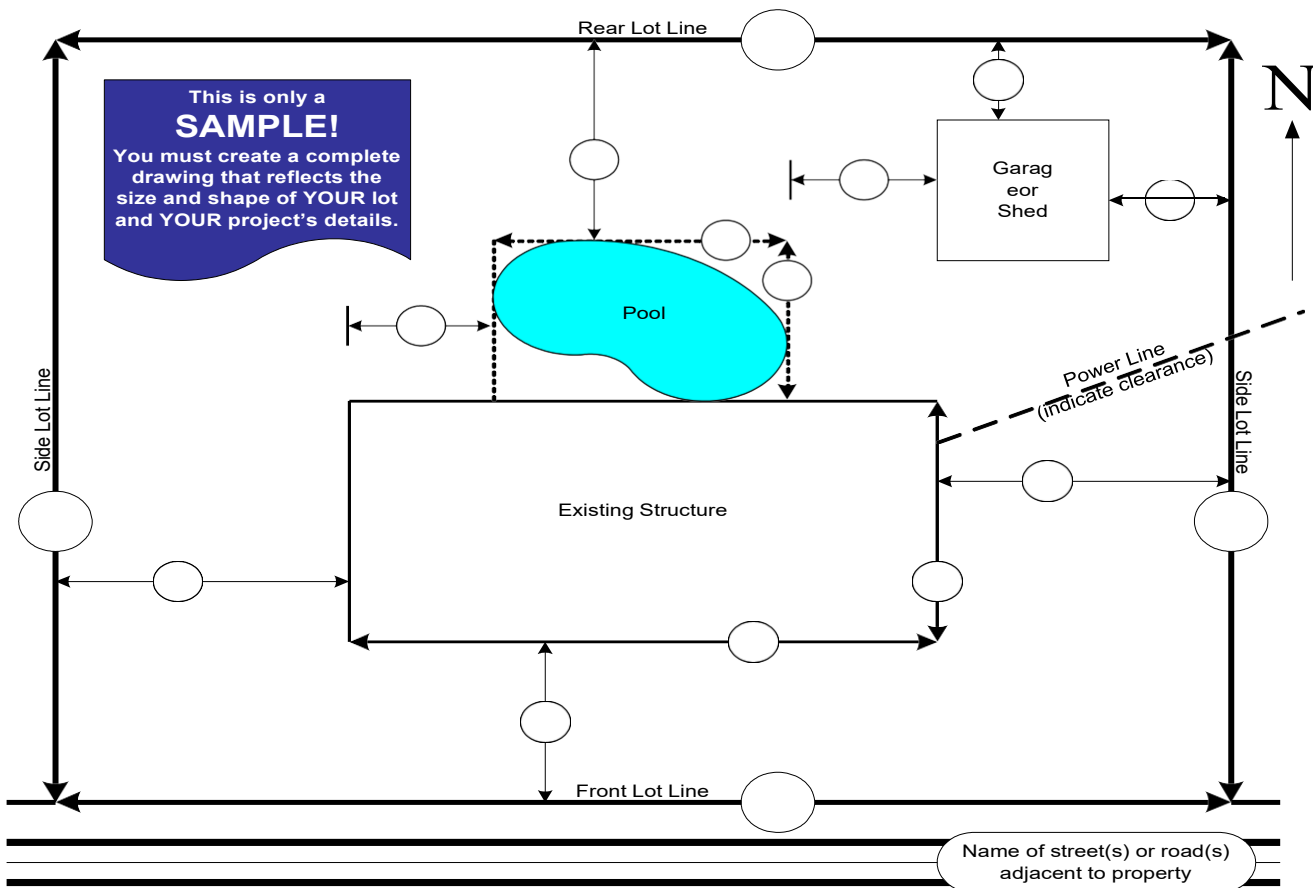 Rear Lot Line
This is only a
SAMPLE!
You must create a complete
drawing that reflects the
size and shape of YOUR lot
and YOUR project's details.
N
Garag
eor
Shed
Pool
Power Line
(indicate clearance)
Side Lot Line
Side Lot Line
Existing Structure
Front Lot Line
Name of street(s) or road(s)
adjacent to property